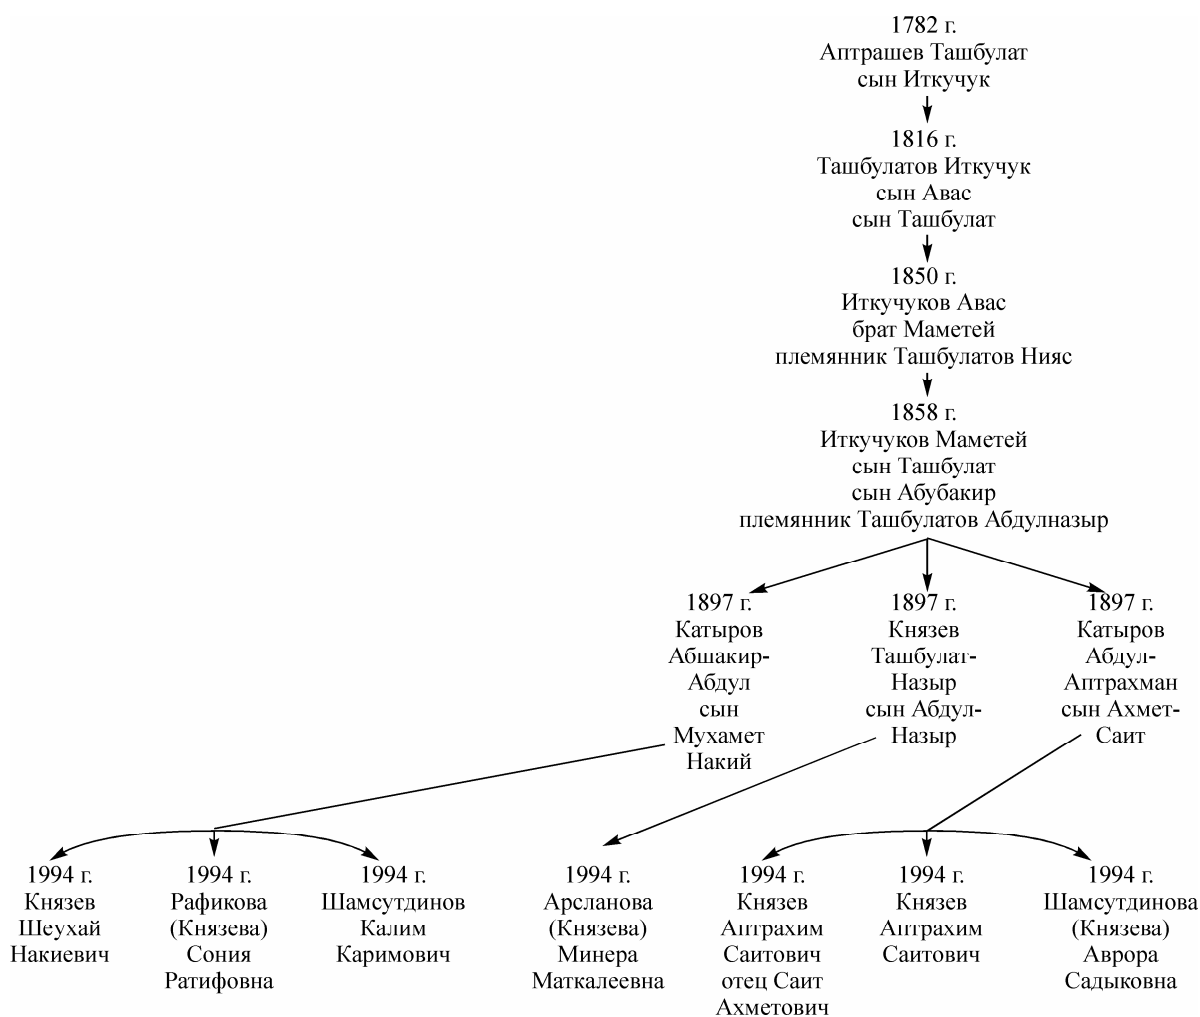 1782 г.
Аптрашев Ташбулат
сын Иткучук
1816 г.
Ташбулатов Иткучук
сын Авас
сын Ташбулат
1850 г.
Иткучуков Авас
брат Маметей
племянник Ташбулатов Нияс
1858 г.
Иткучуков Маметей
сын Ташбулат
сын Абубакир
племянник Ташбулатов Абдулназыр
1897 г.
Катыров
Абшакир-
Абдул
сын
Мухамет
Накий
1897 г.
Князев
Ташбулат-
Назыр
сын Абдул-
Назыр
1897 г.
Катыров
Абдул-
Аптрахман
сын Ахмет-
Саит
1994 г.
Князев
Шеухай
Накиевич
1994 г.
Рафикова
(Князева)
Сония
Ратифовна
1994 г.
Шамсутдинов
Калим
Каримович
1994 г.
Арсланова
(Князева)
Минера
Маткалеевна
1994 г.
Князев
Аптрахим
Саитович
отец Саит
Ахметович
1994 г.
Князев
Аптрахим
Саитович
1994 г.
Шамсутдинова
(Князева)
Аврора
Садыковна